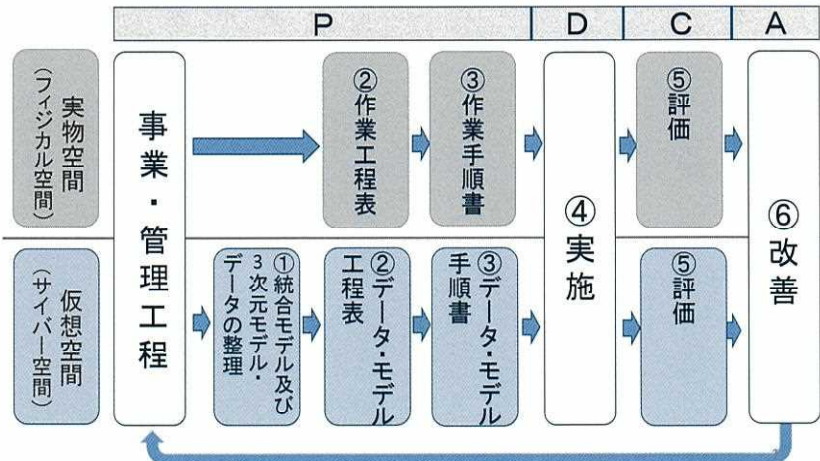 P
D
C
A
実物空間
（フィジカル空間）
事業・管理工程
②作業工程表
③作業手順書
④実施
⑤評価
⑥改善
仮想空間
（サイバー空間）
①統合モデル及び
3次元モデル・
データの整理
②データ・モデル
工程表
③データ・モデル
手順書
⑤評価